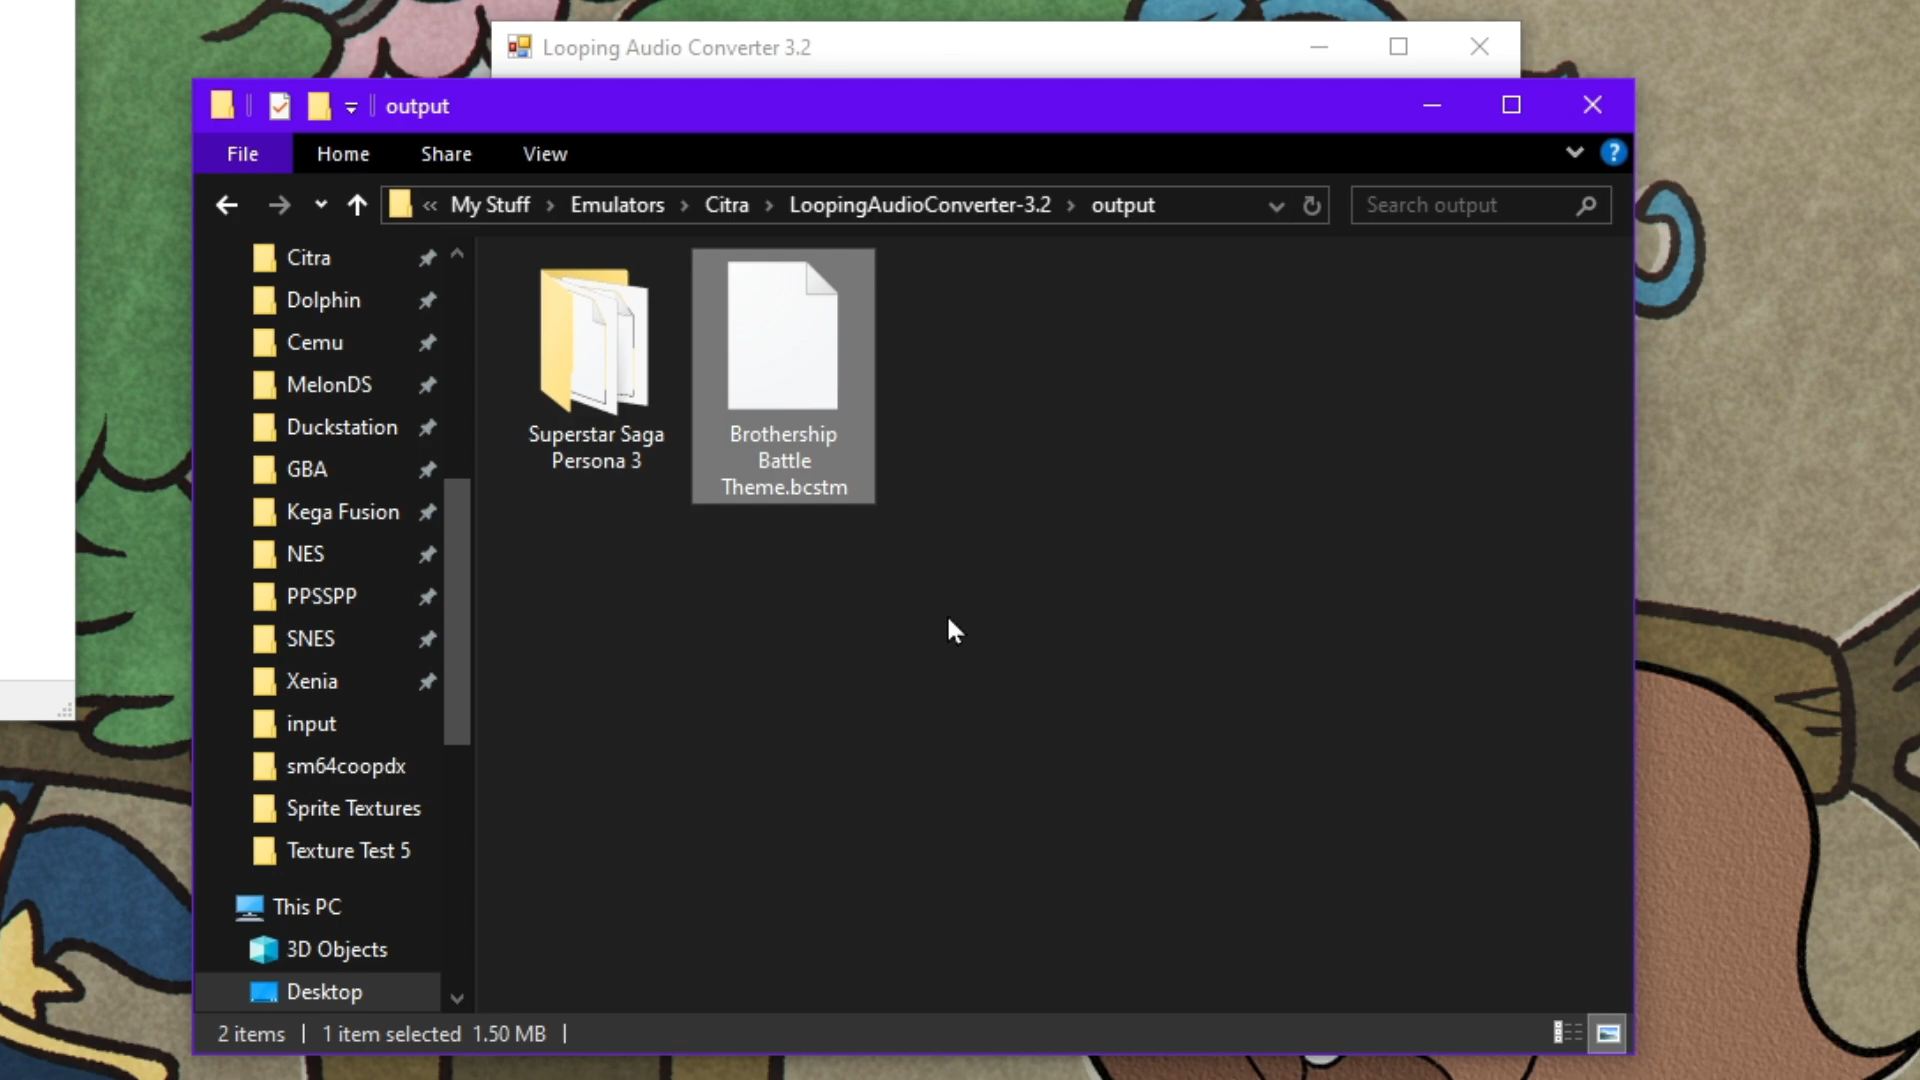 Looping Audio Converter 3.2
output
File
Home
Share
View
« My Stuff > Emulators > Citra > LoopingAudioConverter-3.2 > output
Search output
Citra
Dolphin
Cemu
MelonDS
Duckstation
GBA
Kega Fusion
NES
PPSSPP
SNES
Xenia
input
sm64coopdx
Sprite Textures
Texture Test 5
This PC
3D Objects
Desktop
Superstar Saga
Persona 3
Brothership
Battle
Theme.bcstm
2 items
1 item selected 1.50 MB